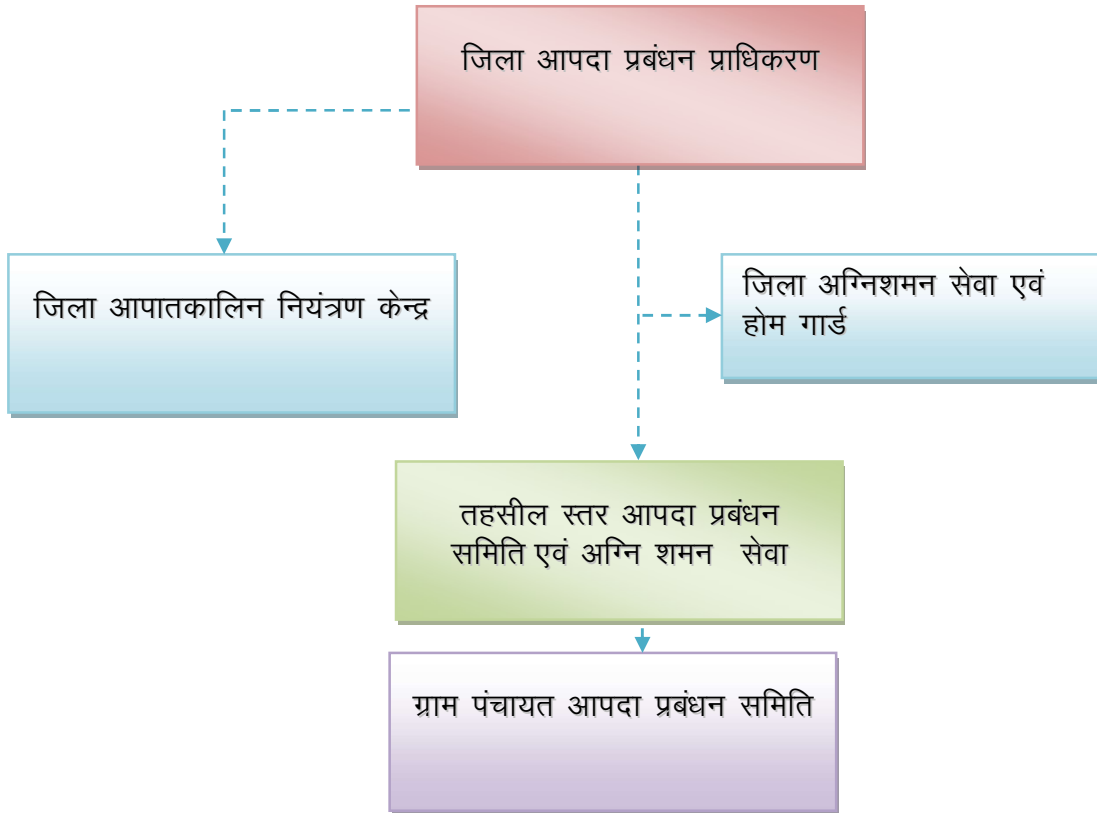 जिला आपदा प्रबंधन प्राधिकरण
जिला आपातकालिन नियंत्रण केन्द्र
जिला अग्निशमन सेवा एवं
होम गार्ड
तहसील स्तर आपदा प्रबंधन
समिति एवं अग्नि शमन सेवा
ग्राम पंचायत आपदा प्रबंधन समिति